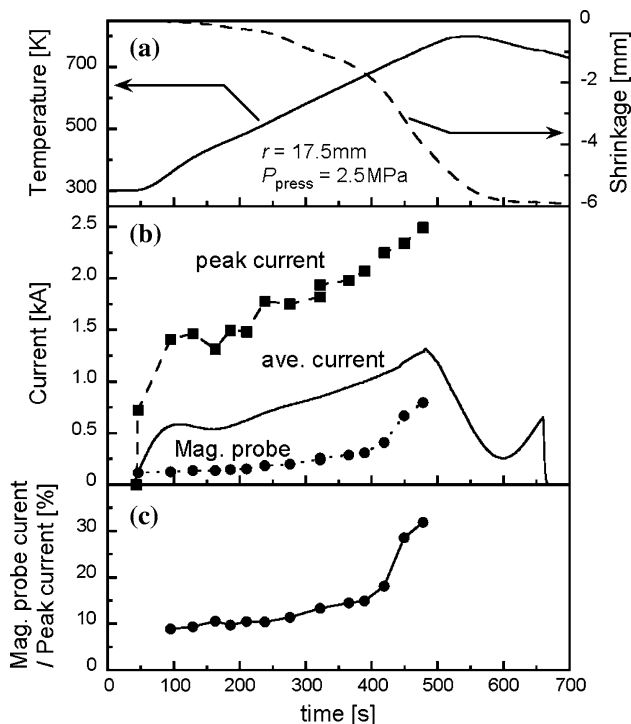 (a)
Temperature [K]
700
500
300
0
-2
-4
-6
Shrinkage [mm]
r = 17.5mm
P_press = 2.5MPa
(b)
Current [kA]
2.5
2.0
1.5
1.0
0.5
0
peak current
ave. current
Mag. probe
(c)
Mag. probe curent
/ Peak current [%]
30
20
10
0
0 100 200 300 400 500 600 700
time [s]